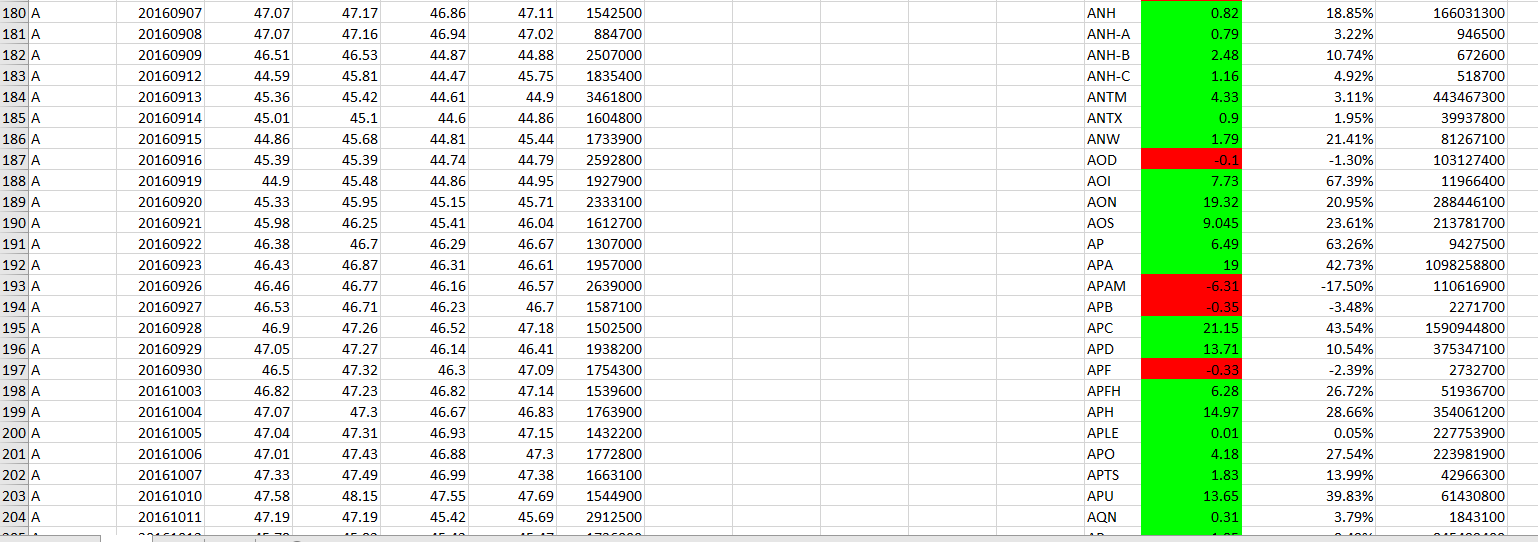 180 A 20160907 47.07 47.17 46.86 47.11 1542500 ANH 0.82 18.85% 166031300
181 A 20160908 47.07 47.16 46.94 47.02 884700 ANH-A 0.79 3.22% 946500
182 A 20160909 46.51 46.53 44.87 44.88 2507000 ANH-B 2.48 10.74% 672600
183 A 20160912 44.59 45.81 44.47 45.75 1835400 ANH-C 1.16 4.92% 518700
184 A 20160913 45.36 45.42 44.61 44.9 3461800 ANTM 4.33 3.11% 443467300
185 A 20160914 45.01 45.1 44.6 44.86 1604800 ANTX 0.9 1.95% 39937800
186 A 20160915 44.86 45.68 44.81 45.44 1733900 ANW 1.79 21.41% 81267100
187 A 20160916 45.39 45.39 44.74 44.79 2592800 AOD -0.1 -1.30% 103127400
188 A 20160919 44.9 45.48 44.86 44.95 1927900 AOI 7.73 67.39% 11966400
189 A 20160920 45.33 45.95 45.15 45.71 2333100 AON 19.32 20.95% 288446100
190 A 20160921 45.98 46.25 45.41 46.04 1612700 AOS 9.045 23.61% 213781700
191 A 20160922 46.38 46.7 46.29 46.67 1307000 AP 6.49 63.26% 9427500
192 A 20160923 46.43 46.87 46.31 46.61 1957000 APA 19 42.73% 1098258800
193 A 20160926 46.46 46.77 46.16 46.57 2639000 APAM -6.31 -17.50% 110616900
194 A 20160927 46.53 46.71 46.23 46.7 1587100 APB -0.35 -3.48% 2271700
195 A 20160928 46.9 47.26 46.52 47.18 1502500 APC 21.15 43.54% 1590944800
196 A 20160929 47.05 47.27 46.14 46.41 1938200 APD 13.71 10.54% 375347100
197 A 20160930 46.5 47.32 46.3 47.09 1754300 APF -0.33 -2.39% 2732700
198 A 20161003 46.82 47.23 46.82 47.14 1539600 APFH 6.28 26.72% 51936700
199 A 20161004 47.07 47.3 46.67 46.83 1763900 APH 14.97 28.66% 354061200
200 A 20161005 47.04 47.31 46.93 47.15 1432200 APLE 0.01 0.05% 227753900
201 A 20161006 47.01 47.43 46.88 47.3 1772800 APO 4.18 27.54% 223981900
202 A 20161007 47.33 47.49 46.99 47.38 1663100 APTS 1.83 13.99% 42966300
203 A 20161010 47.58 48.15 47.55 47.69 1544900 APU 13.65 39.83% 61430800
204 A 20161011 47.19 47.19 45.42 45.69 2912500 AQN 0.31 3.79% 1843100